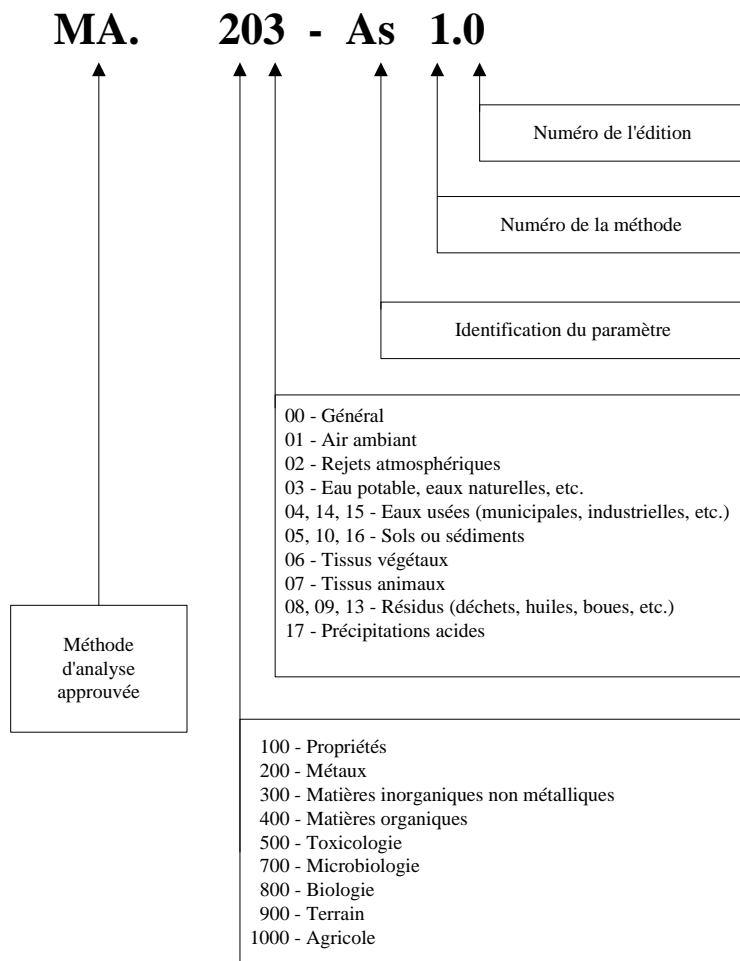 MA. 203 - As 1.0
Numéro de l'édition
Numéro de la méthode
Identification du paramètre
00 - Général
01 - Air ambiant
02 - Rejets atmosphériques
03 - Eau potable, eaux naturelles, etc.
04, 14, 15 - Eaux usées (municipales, industrielles, etc.)
05, 10, 16 - Sols ou sédiments
06 - Tissus végétaux
07 - Tissus animaux
08, 09, 13 - Résidus (déchets, huiles, boues, etc.)
17 - Précipitations acides
Méthode
d'analyse
approuvée
100 - Propriétés
200 - Métaux
300 - Matières inorganiques non métalliques
400 - Matières organiques
500 - Toxicologie
700 - Microbiologie
800 - Biologie
900 - Terrain
1000 - Agricole